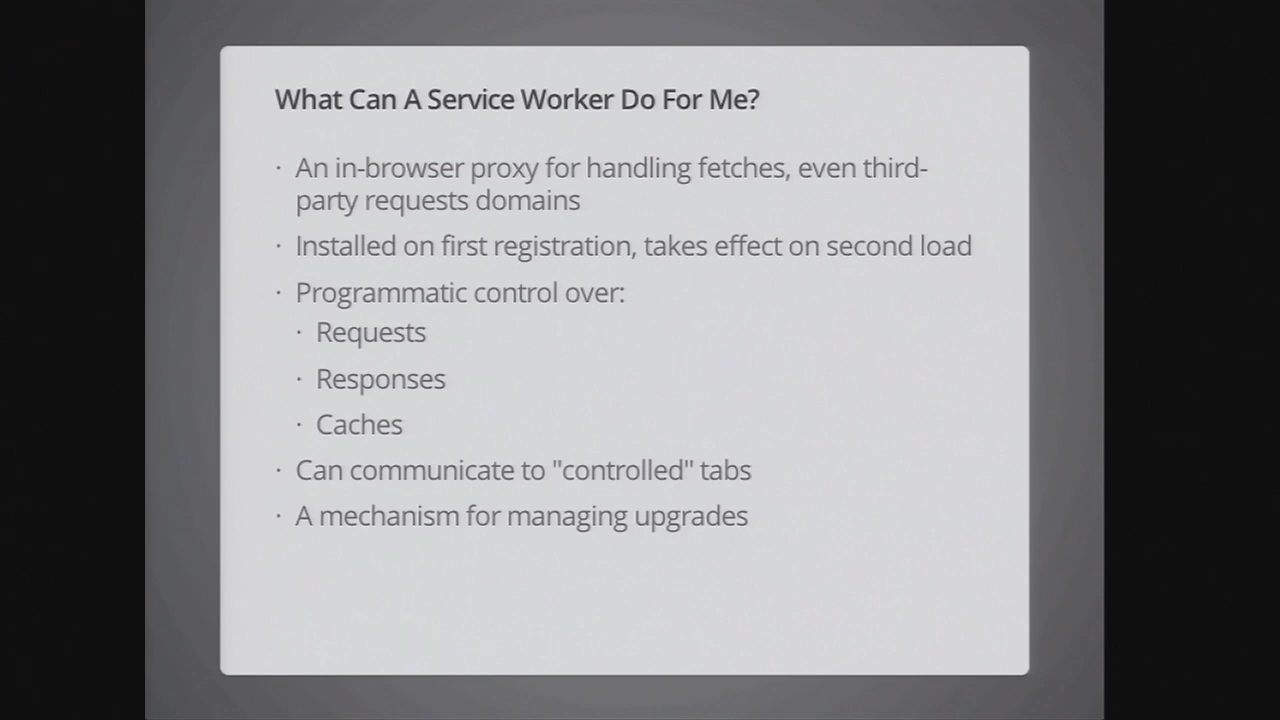 What Can A Service Worker Do For Me?
· An in-browser proxy for handling fetches, even third-
party requests domains
· Installed on first registration, takes effect on second load
· Programmatic control over:
· Requests
· Responses
· Caches
· Can communicate to "controlled" tabs
· A mechanism for managing upgrades